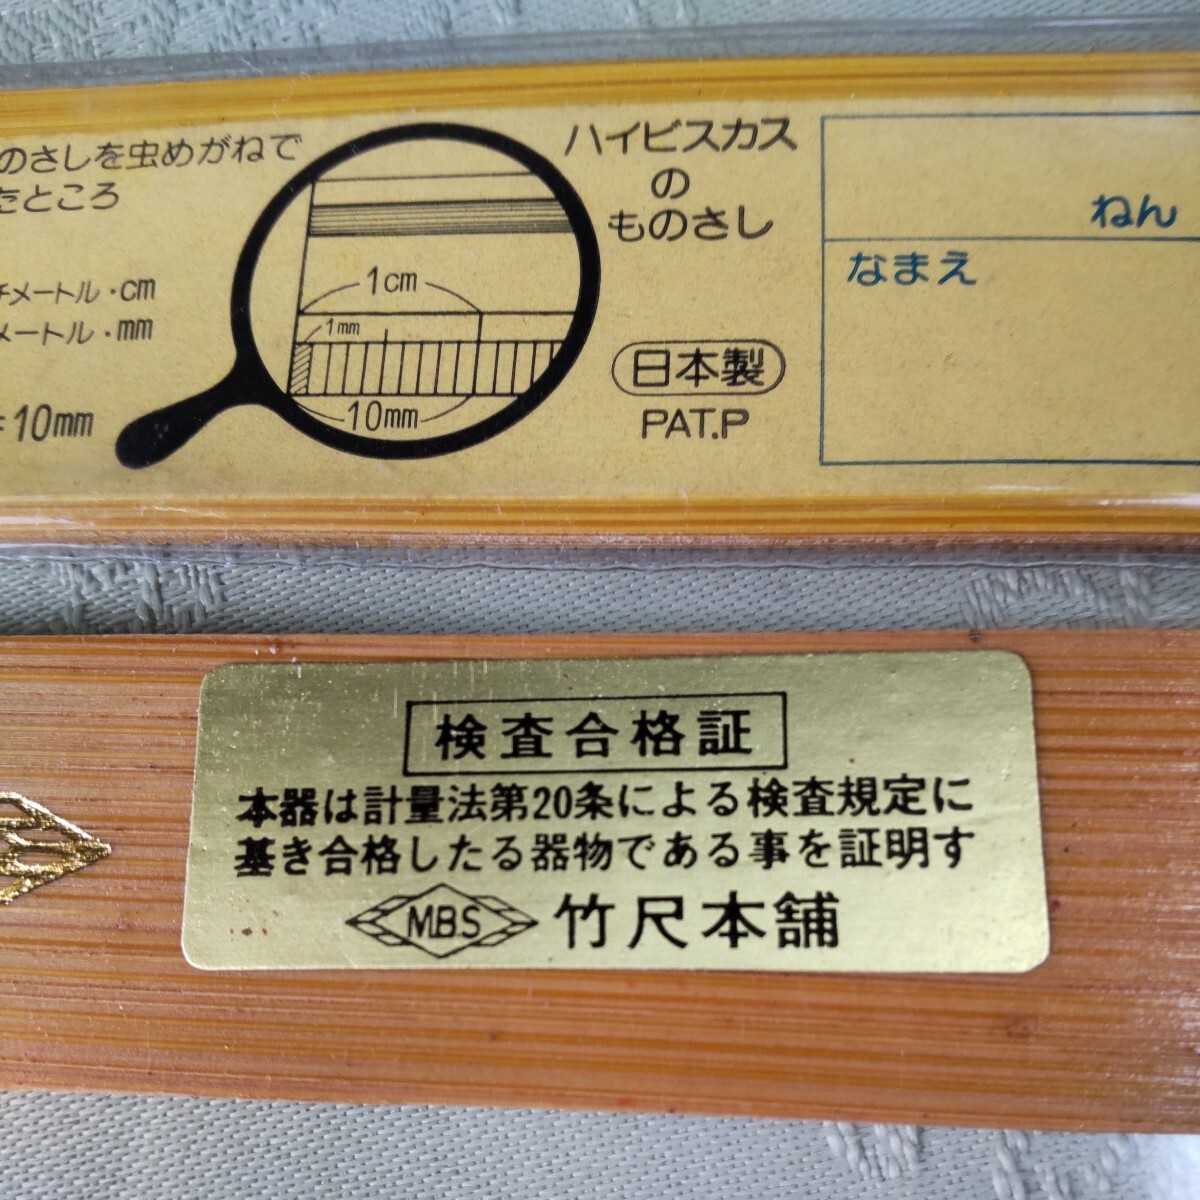 のさしを虫めがねで
たところ
チメートル・cm
メートル・mm
=10mm
1cm
1mm
10mm
ハイビスカス
の
ものさし
日本製
PAT.P
ねん
なまえ
検査合格証
本器は計量法第20条による検査規定に
基き合格したる器物である事を証明す
M.B.S 竹尺本舗